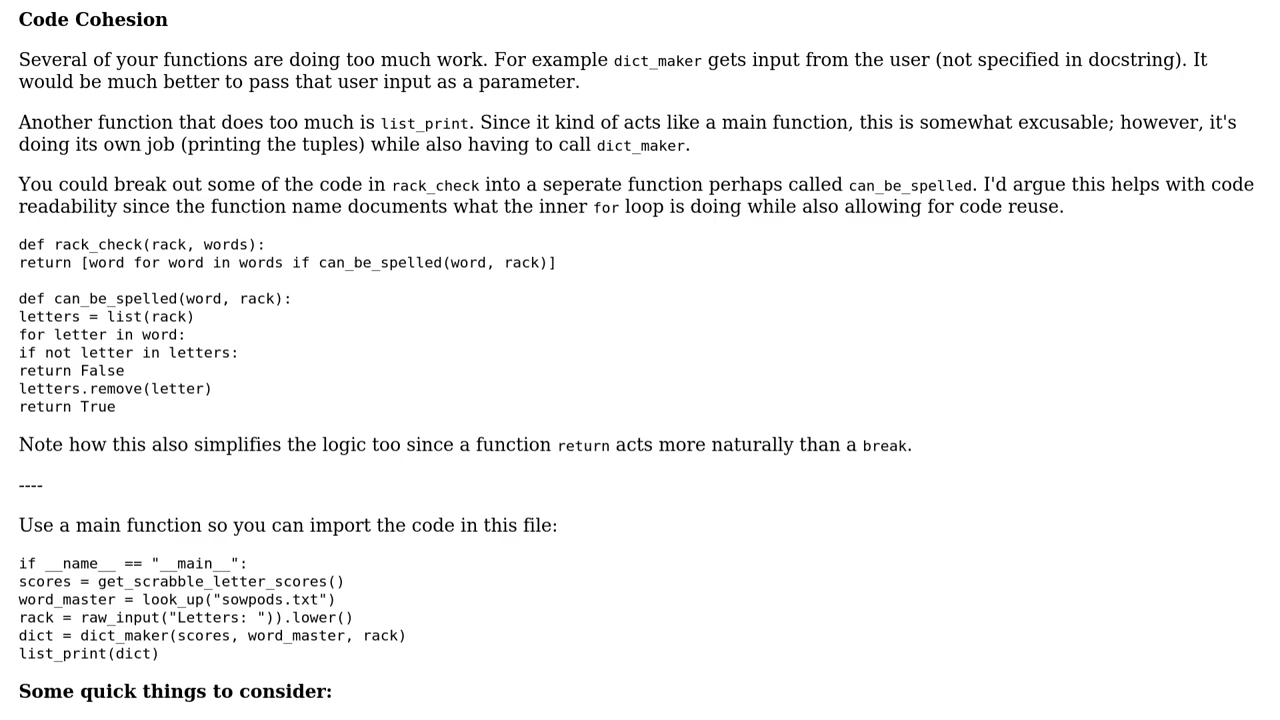 Code Cohesion
Several of your functions are doing too much work. For example dict_maker gets input from the user (not specified in docstring). It
would be much better to pass that user input as a parameter.
Another function that does too much is list_print. Since it kind of acts like a main function, this is somewhat excusable; however, it's
doing its own job (printing the tuples) while also having to call dict_maker.
You could break out some of the code in rack_check into a seperate function perhaps called can_be_spelled. I'd argue this helps with code
readability since the function name documents what the inner for loop is doing while also allowing for code reuse.
def rack_check(rack, words):
return [word for word in words if can_be_spelled(word, rack)]
def can_be_spelled(word, rack):
letters = list(rack)
for letter in word:
if not letter in letters:
return False
letters.remove(letter)
return True
Note how this also simplifies the logic too since a function return acts more naturally than a break.
----
Use a main function so you can import the code in this file:
if __name__ == "__main__":
scores = get_scrabble_letter_scores()
word_master = look_up("sowpods.txt")
rack = raw_input("Letters: ")).lower()
dict = dict_maker(scores, word_master, rack)
list_print(dict)
Some quick things to consider: